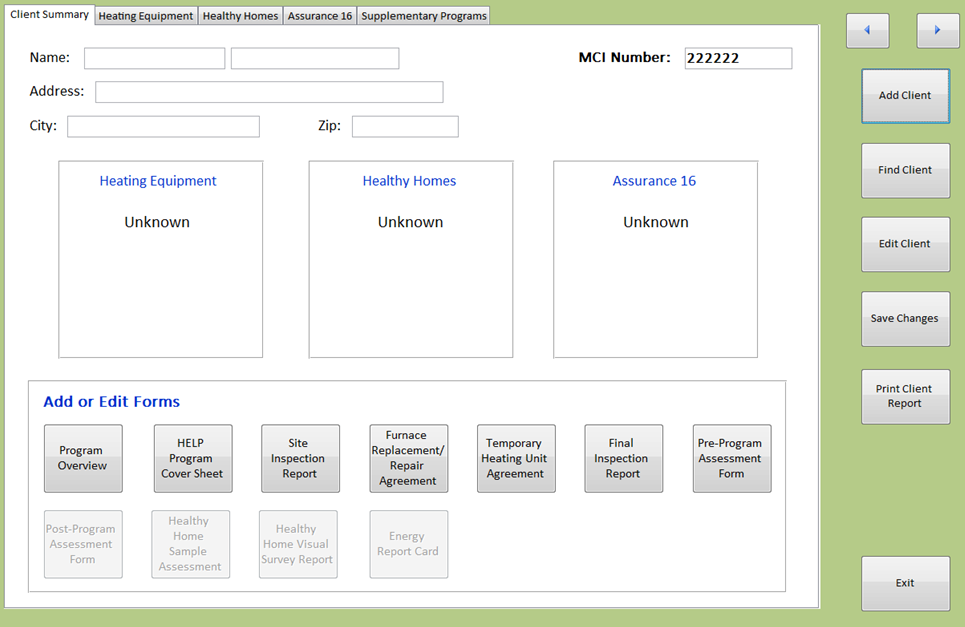 Client Summary
Heating Equipment
Healthy Homes
Assurance 16
Supplementary Programs
Name:
MCI Number:
222222
Address:
City:
Zip:
Heating Equipment
Unknown
Healthy Homes
Unknown
Assurance 16
Unknown
Add or Edit Forms
Program
Overview
HELP
Program
Cover Sheet
Site
Inspection
Report
Furnace
Replacement/
Repair
Agreement
Temporary
Heating Unit
Agreement
Final
Inspection
Report
Pre-Program
Assessment
Form
Post-Program
Assessment
Form
Healthy
Home
Sample
Assessment
Healthy
Home Visual
Survey Report
Energy
Report Card
Add Client
Find Client
Edit Client
Save Changes
Print Client
Report
Exit